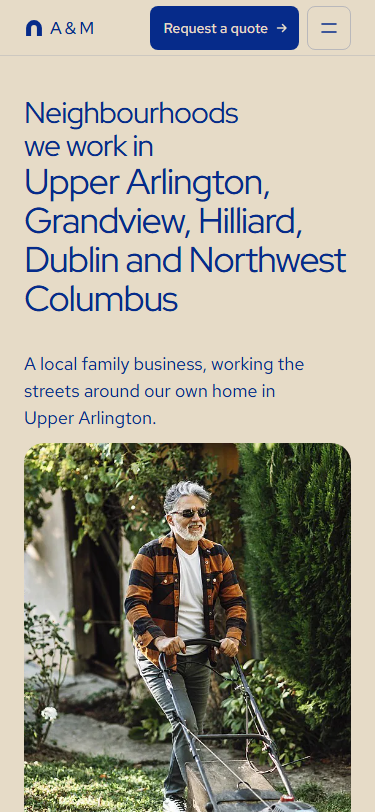 A & M
Request a quote →
Neighbourhoods
we work in
Upper Arlington,
Grandview, Hilliard,
Dublin and Northwest
Columbus
A local family business, working the
streets around our own home in
Upper Arlington.